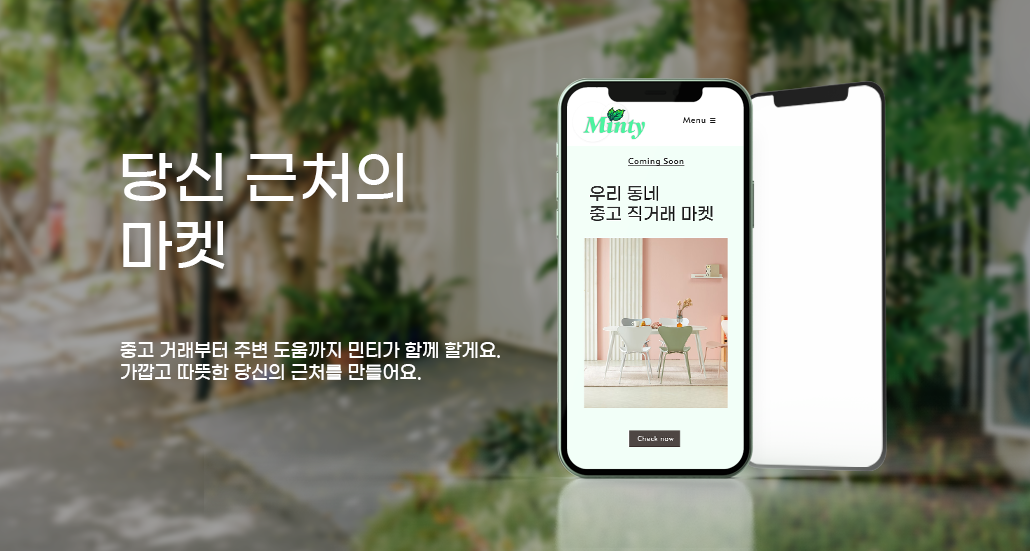 당신 근처의
마켓
중고 거래부터 주변 도움까지 민티가 함께 할게요.
가깝고 따뜻한 당신의 근처를 만들어요.
Minty
Menu ≡
Coming Soon
우리 동네
중고 직거래 마켓
Check now